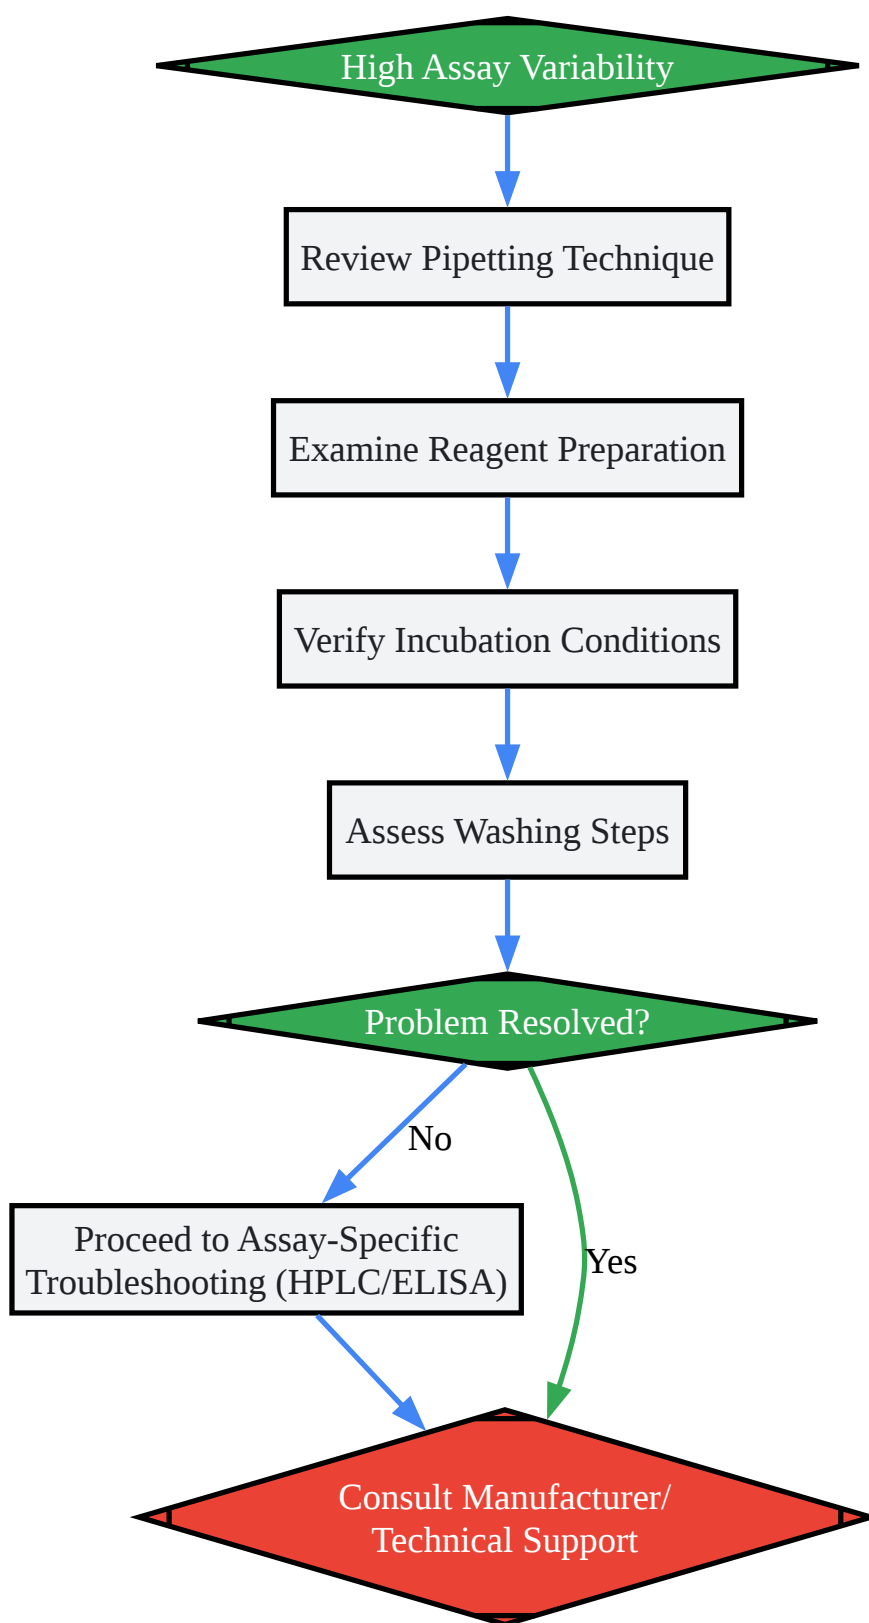 High Assay Variability
Review Pipetting Technique
Examine Reagent Preparation
Verify Incubation Conditions
Assess Washing Steps
Problem Resolved?
No
Proceed to Assay-Specific
Troubleshooting (HPLC/ELISA)
Yes
Consult Manufacturer/
Technical Support